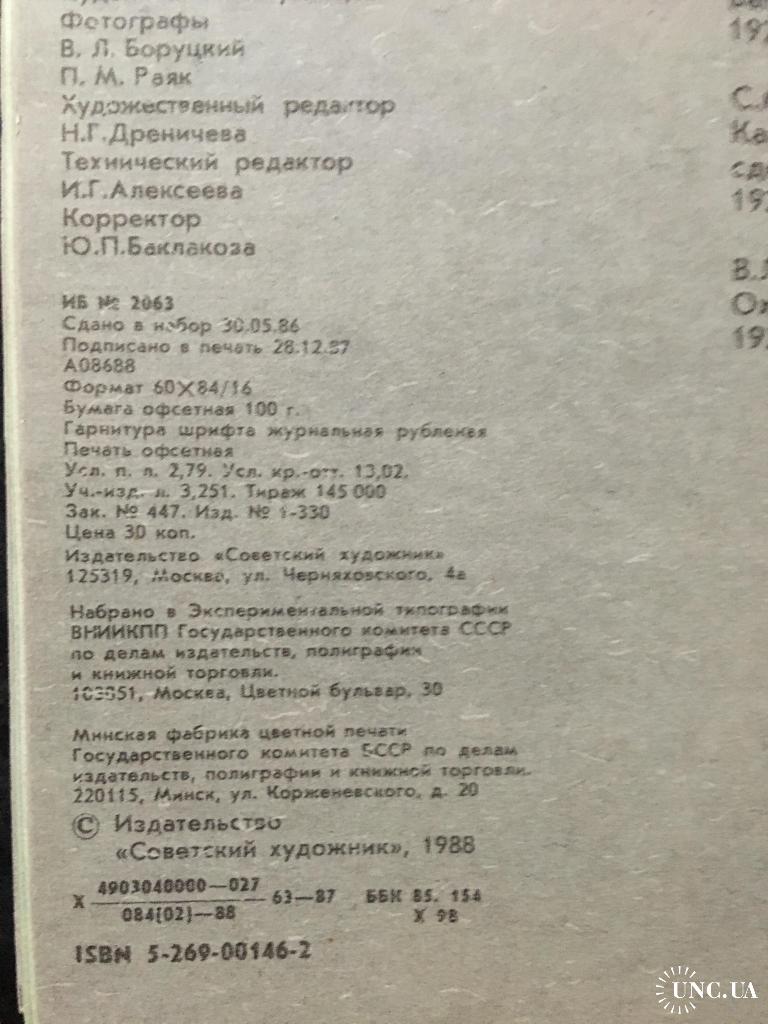 Фотографы
В. Л. Боруцкий
П. М. Раяк
Художественный редактор
Н.Г.Дреничева
Технический редактор
И.Г.Алексеева
Корректор
Ю.П.Баклакова
ИБ № 2063
Сдано в набор 30.05.86
Подписано в печать 28.12.87
А08688
Формат 60X84/16
Бумага офсетная 100 г.
Гарнитура шрифта журнальная рубленая
Печать офсетная
Усл. п. л. 2,79. Усл. кр.-отт. 13,02.
Уч.-изд. л. 3,251. Тираж 145 000
Зак. № 447. Изд. № 1-330
Цена 30 коп.
Издательство «Советский художник»
125319, Москва, ул. Черняховского, 4а
Набрано в Экспериментальной типографии
ВНИИКПП Государственного комитета СССР
по делам издательств, полиграфии
и книжной торговли.
103051, Москва, Цветной бульвар, 30
Минская фабрика цветной печати
Государственного комитета БССР по делам
издательств, полиграфии и книжной торговли.
220115, Минск, ул. Корженевского, д. 20
© Издательство
«Советский художник», 1988
Х 4903040000—027 63—87 ББК 85. 154
084(02)—88 Х 98
ISBN 5-269-00146-2
С.
В.
UNC.UA